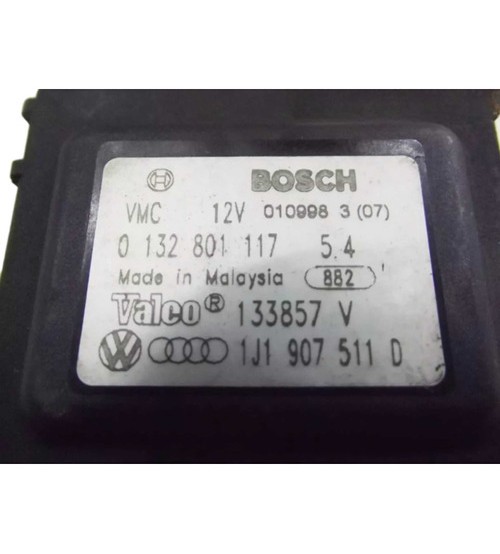 BOSCH
VMC 12V 010998 3 (07)
0 132 801 117 5.4
Made in Malaysia 882 '
Valeo® 133857 V
VW 1J1 907 511 D